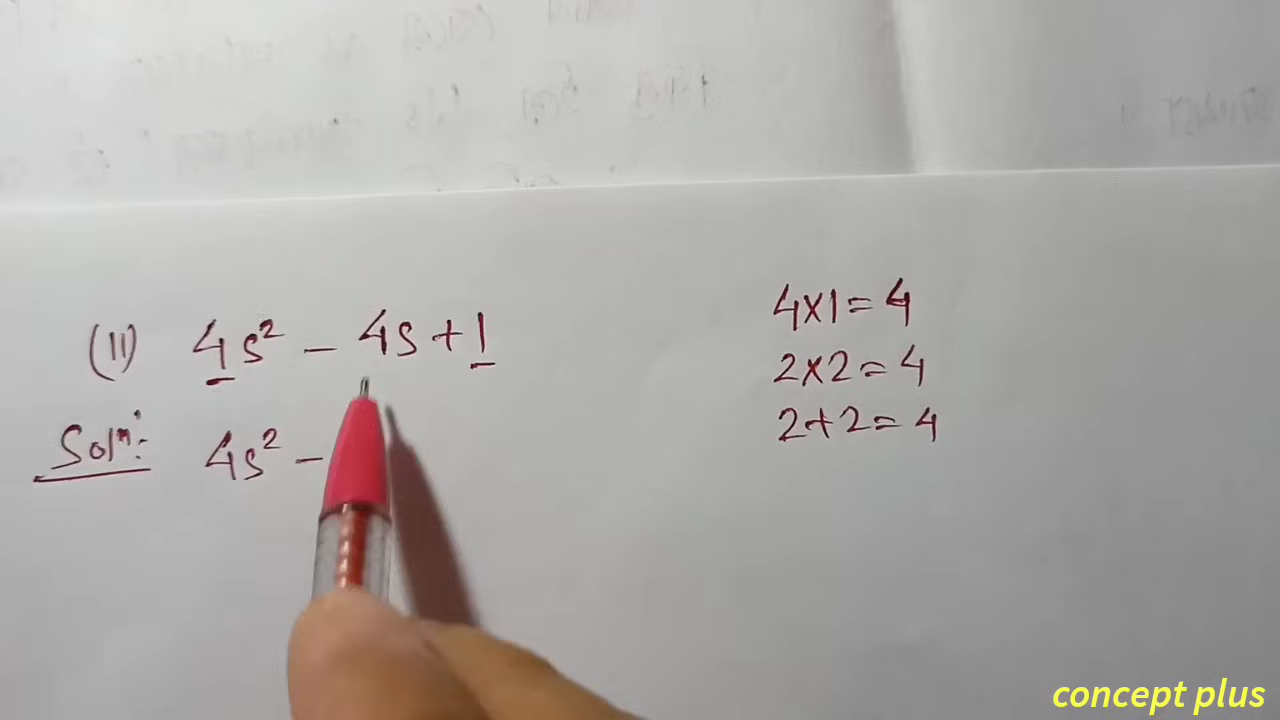 (II) 4s² - 4s + 1
Solⁿ:
4s² -
4×1=4
2×2=4
2+2=4
concept plus